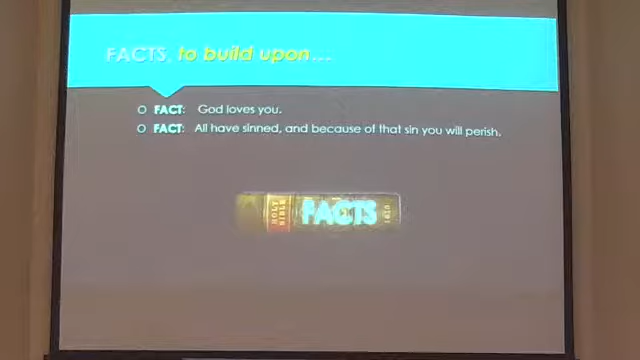 FACTS, to build upon...
FACT: God loves you.
FACT: All have sinned, and because of that sin you will perish.
HOLY
BIBLE
FACTS